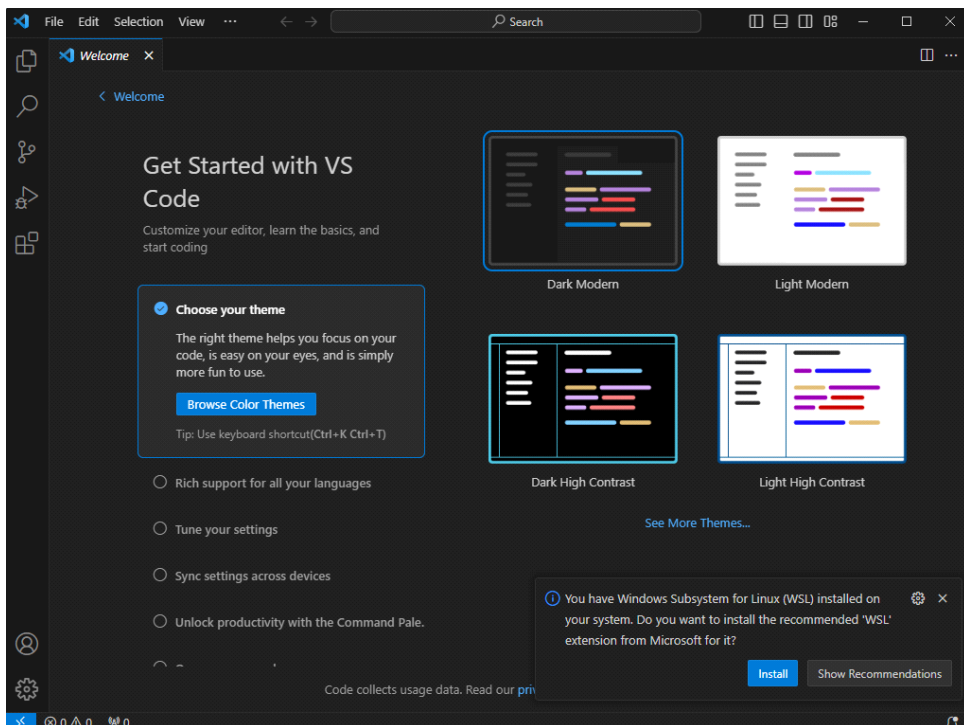 File Edit Selection View ··· Search
Welcome
Welcome
Get Started with VS
Code
Customize your editor, learn the basics, and
start coding
Choose your theme
The right theme helps you focus on your
code, is easy on your eyes, and is simply
more fun to use.
Browse Color Themes
Tip: Use keyboard shortcut(Ctrl+K Ctrl+T)
Rich support for all your languages
Tune your settings
Sync settings across devices
Unlock productivity with the Command Pale.
Dark Modern
Light Modern
Dark High Contrast
Light High Contrast
See More Themes...
You have Windows Subsystem for Linux (WSL) installed on
your system. Do you want to install the recommended 'WSL'
extension from Microsoft for it?
Install
Show Recommendations
Code collects usage data. Read our
0 0 0